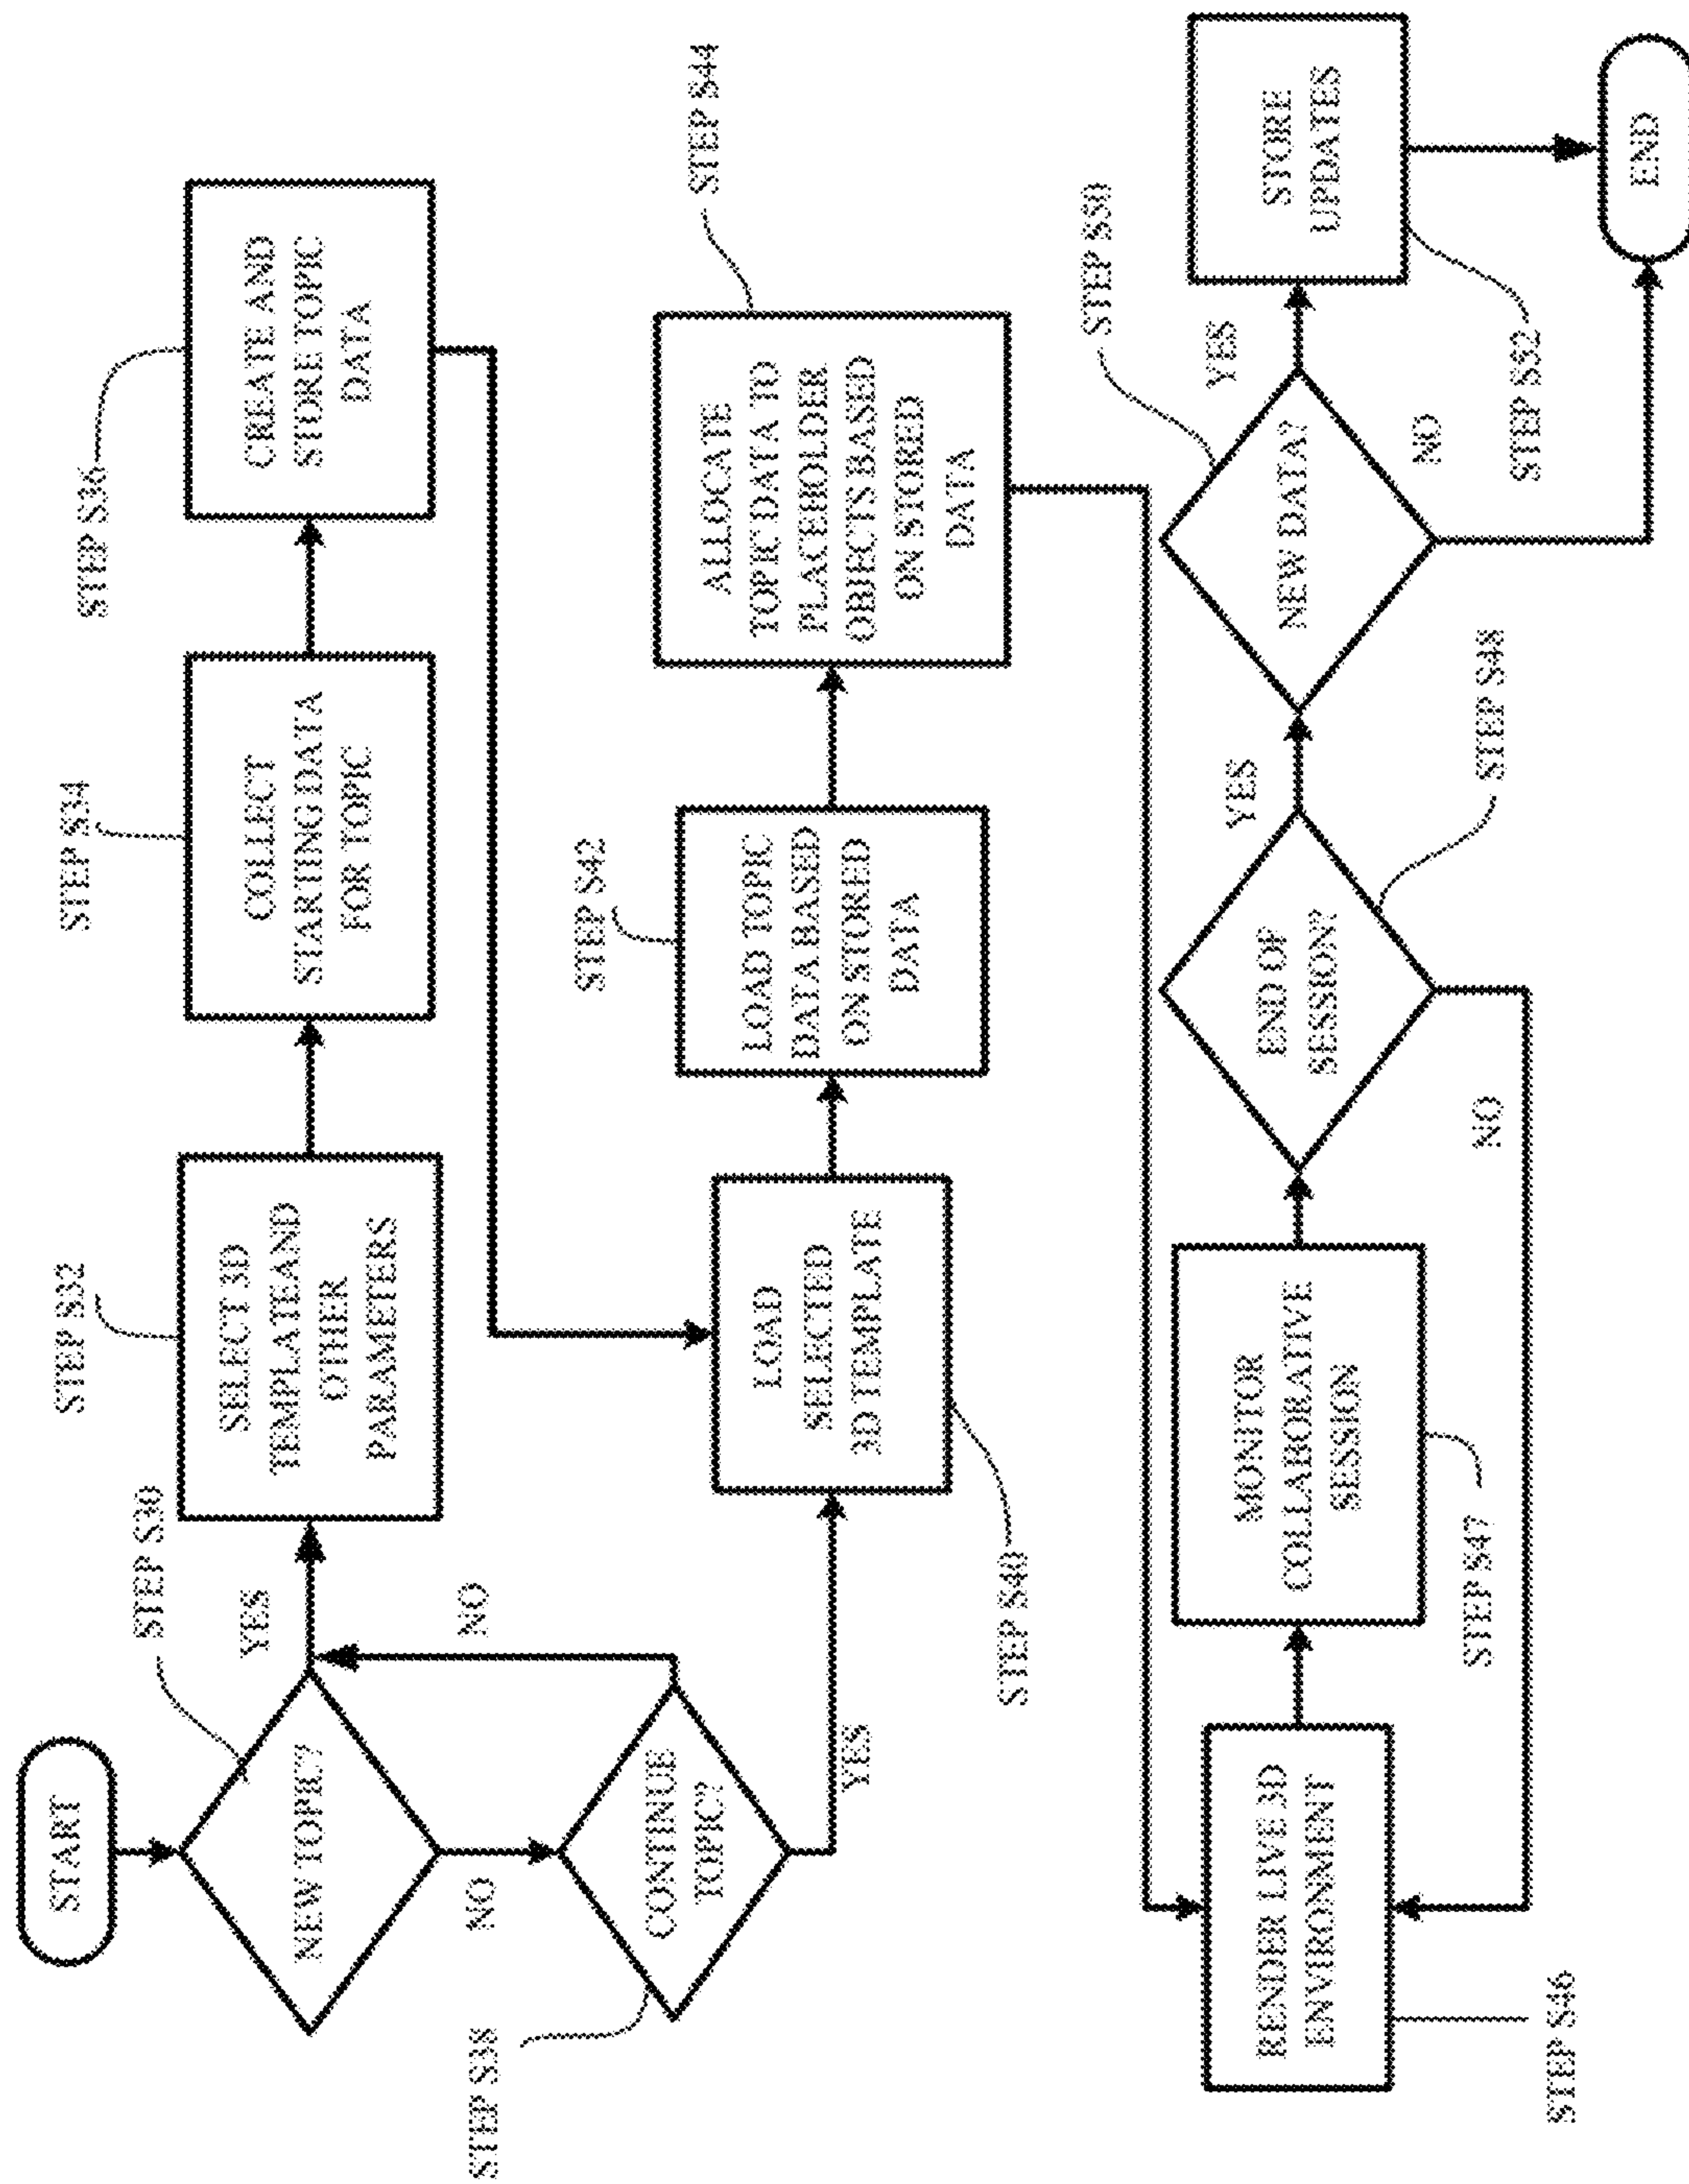 START
STEP S30
NEW TOPIC?
YES
NO
STEP S38
CONTINUE
TOPIC?
NO
YES
STEP S32
SELECT 3D
TEMPLATEAND
OTHER
PARAMETERS
STEP S34
COLLECT
STARTING DATA
FOR TOPIC
STEP S36
CREATE AND
STORE TOPIC
DATA
STEP S40
LOAD
SELECTED
3D TEMPLATE
STEP S42
LOAD TOPIC
DATA BASED
ON STORED
DATA
STEP S44
ALLOCATE
TOPIC DATA TO
PLACEHOLDER
OBJECTS BASED
ON STORED
DATA
RENDER LIVE 3D
ENVIRONMENT
STEP S46
MONITOR
COLLABORATIVE
SESSION
STEP S47
END OF
SESSION?
STEP S48
YES
NO
NEW DATA?
STEP S50
YES
NO
STORE
UPDATES
STEP S52
END